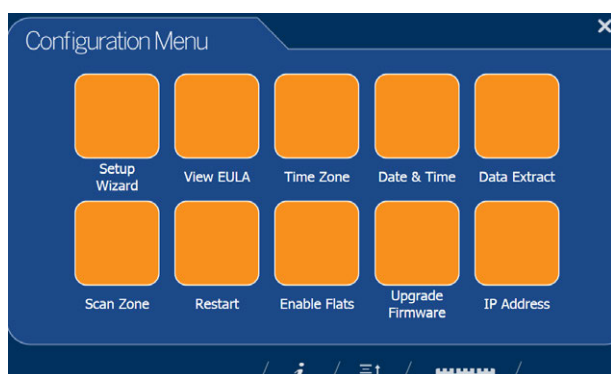 Configuration Menu
Setup
Wizard
View EULA
Time Zone
Date & Time
Data Extract
Scan Zone
Restart
Enable Flats
Upgrade
Firmware
IP Address